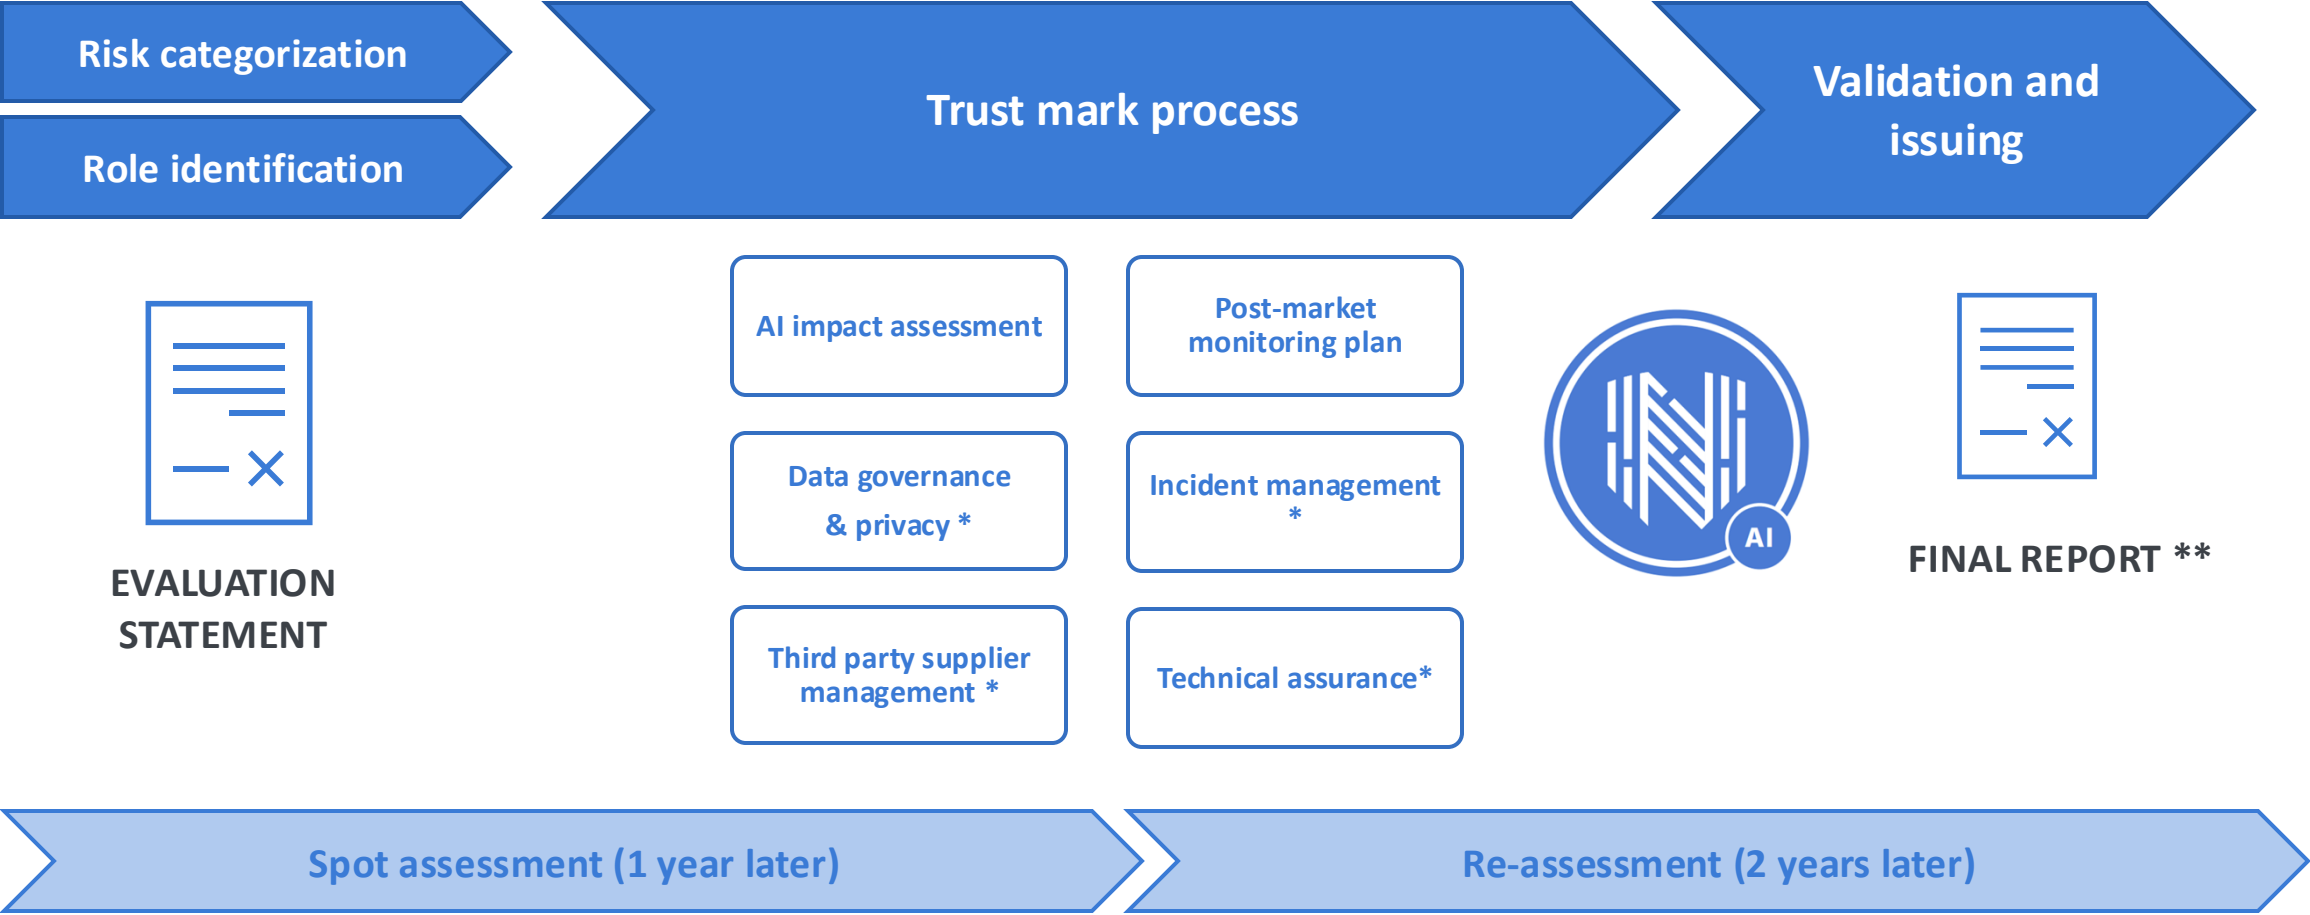 Risk categorization
Role identification
Trust mark process
Validation and
issuing
AI impact assessment
Post-market
monitoring plan
Data governance
& privacy *
Incident management
*
Third party supplier
management *
Technical assurance*
EVALUATION
STATEMENT
N
AI
FINAL REPORT **
Spot assessment (1 year later)
Re-assessment (2 years later)